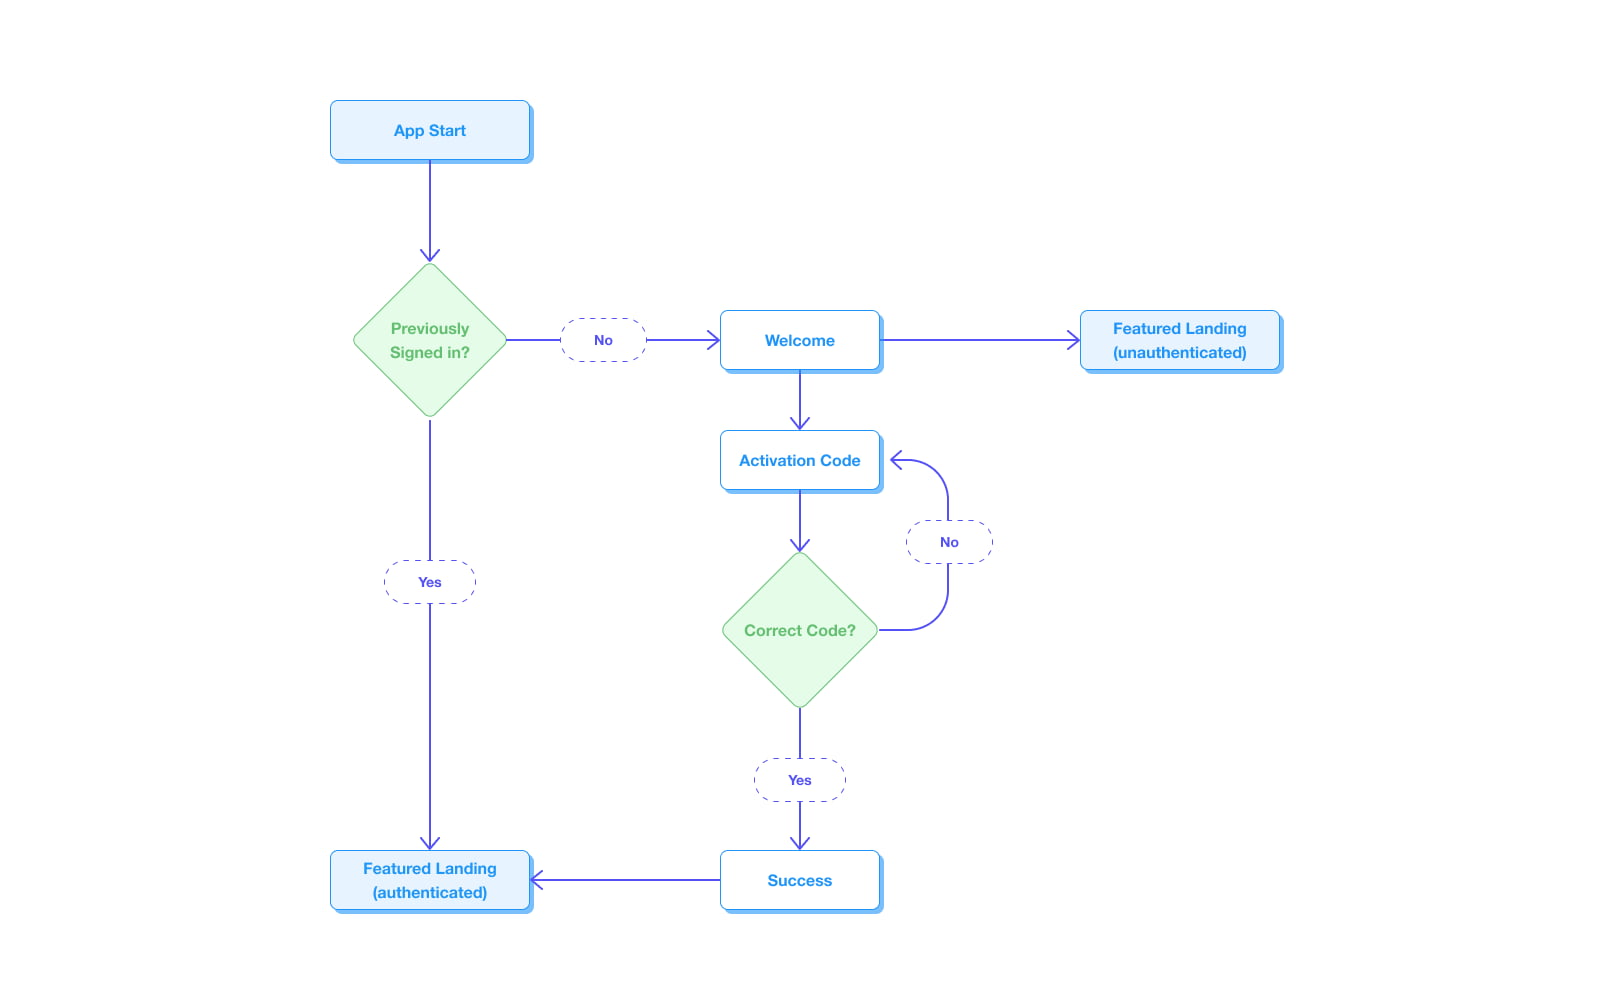 App Start
Previously
Signed in?
No
Welcome
Featured Landing
(unauthenticated)
Activation Code
No
Yes
Correct Code?
Yes
Featured Landing
(authenticated)
Success